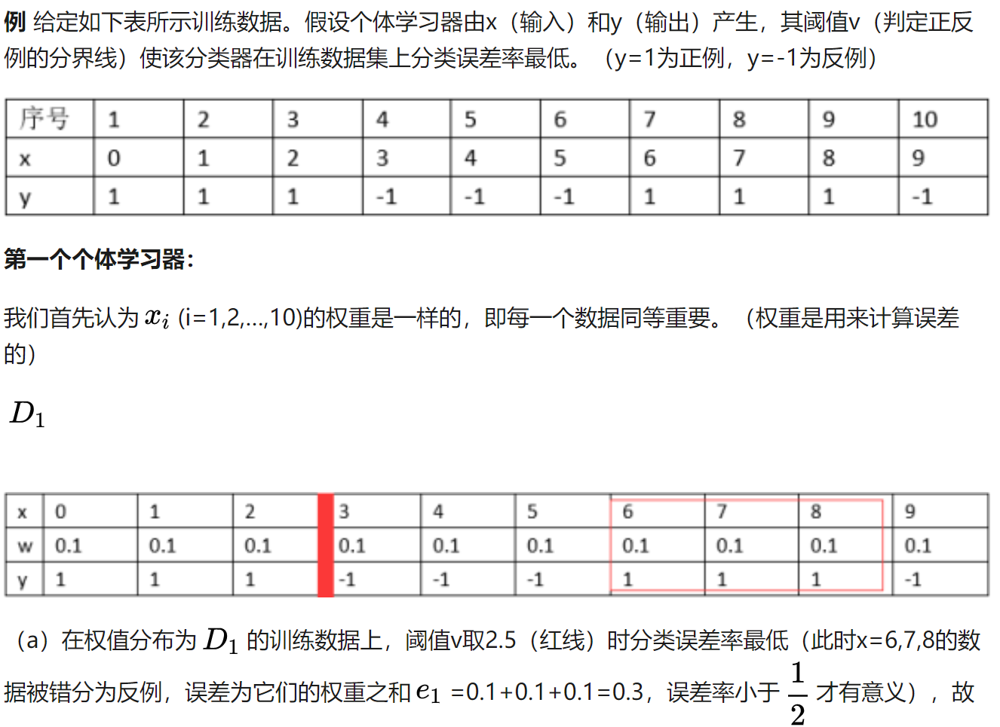 例 给定如下表所示训练数据。假设个体学习器由x（输入）和y（输出）产生，其阈值v（判定正反
例的分界线）使该分类器在训练数据集上分类误差率最低。（y=1为正例，y=-1为反例）
序号 1 2 3 4 5 6 7 8 9 10
x 0 1 2 3 4 5 6 7 8 9
y 1 1 1 -1 -1 -1 1 1 1 -1
第一个个体学习器：
我们首先认为 x_i (i=1,2,...,10)的权重是一样的，即每一个数据同等重要。（权重是用来计算误差
的）
D_1
x 0 1 2 3 4 5 6 7 8 9
w 0.1 0.1 0.1 0.1 0.1 0.1 0.1 0.1 0.1 0.1
y 1 1 1 -1 -1 -1 1 1 1 -1
（a）在权值分布为 D_1 的训练数据上，阈值v取2.5（红线）时分类误差率最低（此时x=6,7,8的数
据被错分为反例，误差为它们的权重之和 e_1 =0.1+0.1+0.1=0.3，误差率小于 1/2 才有意义），故